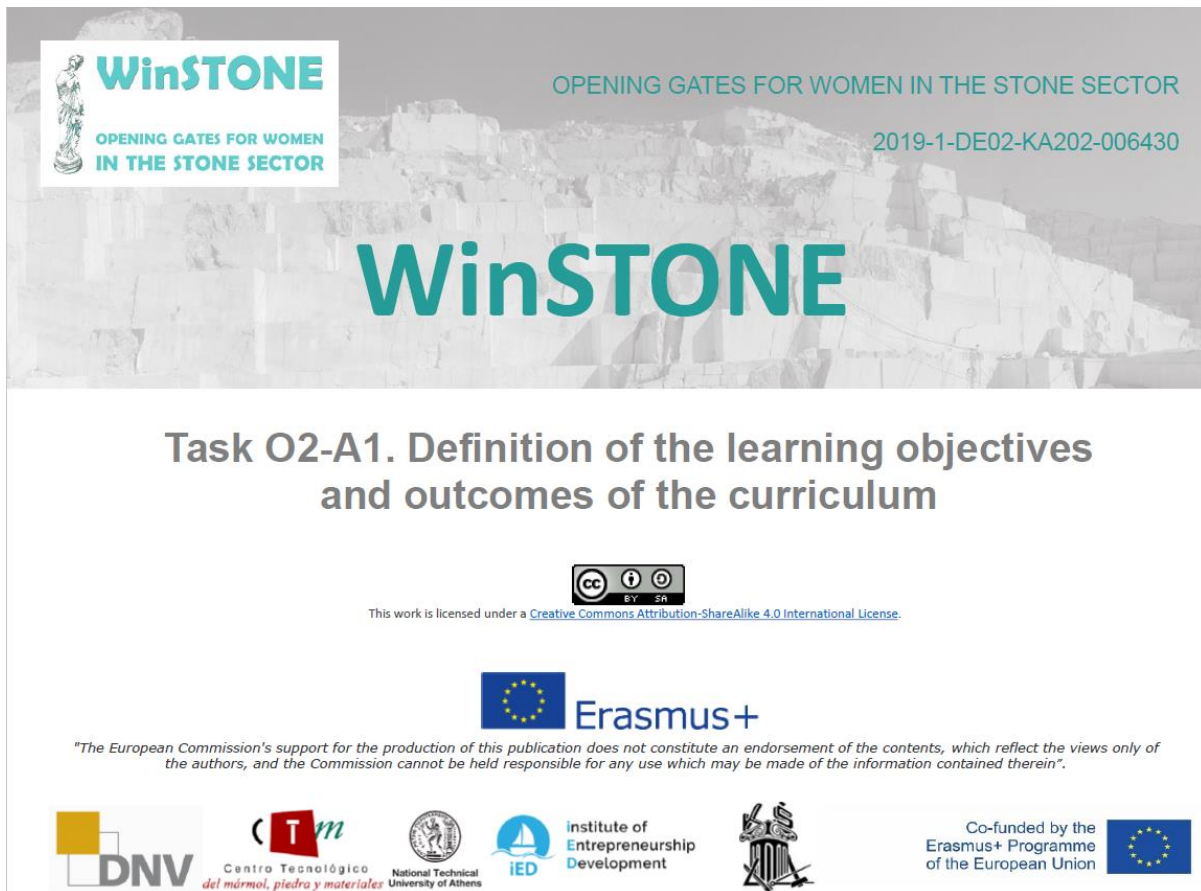 WinSTONE
OPENING GATES FOR WOMEN
IN THE STONE SECTOR
OPENING GATES FOR WOMEN IN THE STONE SECTOR
2019-1-DE02-KA202-006430
WinSTONE
Task O2-A1. Definition of the learning objectives
and outcomes of the curriculum
cc
BY SA
This work is licensed under a Creative Commons Attribution-ShareAlike 4.0 International License.
Erasmus+
"The European Commission's support for the production of this publication does not constitute an endorsement of the contents, which reflect the views only of
the authors, and the Commission cannot be held responsible for any use which may be made of the information contained therein”.
DNV
CTm
Centro Tecnológico
del mármol, piedra y materiales
National Technical
University of Athens
iED
institute of
Entrepreneurship
Development
Co-funded by the
Erasmus+ Programme
of the European Union